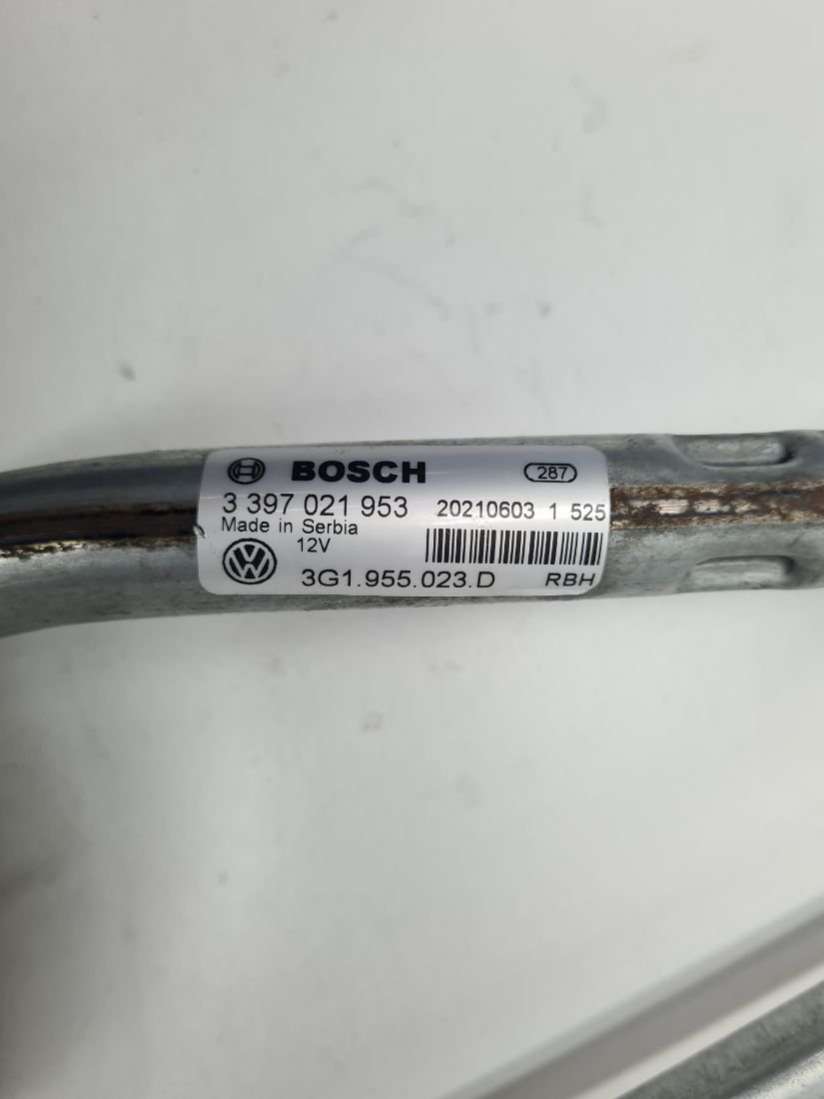 BOSCH 287
3 397 021 953 20210603 1 525
Made in Serbia
12V
3G1.955.023.D RBH